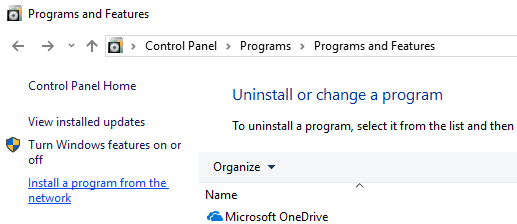 Programs and Features
Control Panel > Programs > Programs and Features
Control Panel Home
View installed updates
Turn Windows features on or
off
Install a program from the
network
Uninstall or change a program
To uninstall a program, select it from the list and then
Organize
Name
Microsoft OneDrive